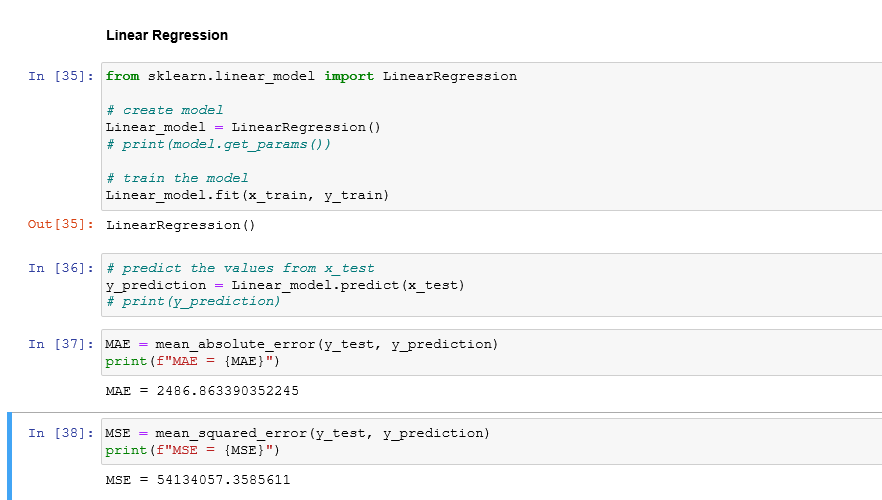 Linear Regression
In [35]: from sklearn.linear_model import LinearRegression
# create model
Linear_model = LinearRegression()
# print(model.get_params())
# train the model
Linear_model.fit(x_train, y_train)
Out[35]: LinearRegression()
In [36]: # predict the values from x_test
y_prediction = Linear_model.predict(x_test)
# print(y_prediction)
In [37]: MAE = mean_absolute_error(y_test, y_prediction)
print(f"MAE = {MAE}")
MAE = 2486.863390352245
In [38]: MSE = mean_squared_error(y_test, y_prediction)
print(f"MSE = {MSE}")
MSE = 54134057.3585611